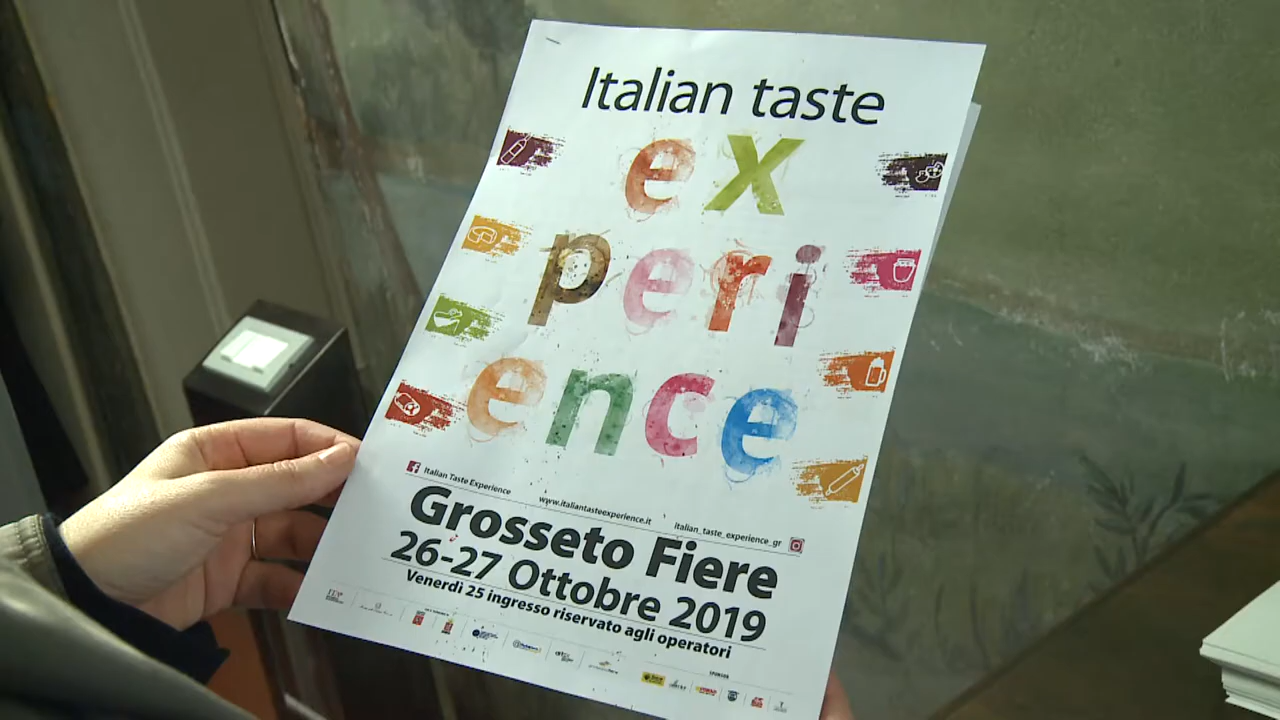 Italian taste
ex
peri
ence
Italian Taste Experience
www.italiantasteexperience.it
italian_taste_experience_gr
Grosseto Fiere
26-27 Ottobre 2019
Venerdì 25 ingresso riservato agli operatori
SPONSOR